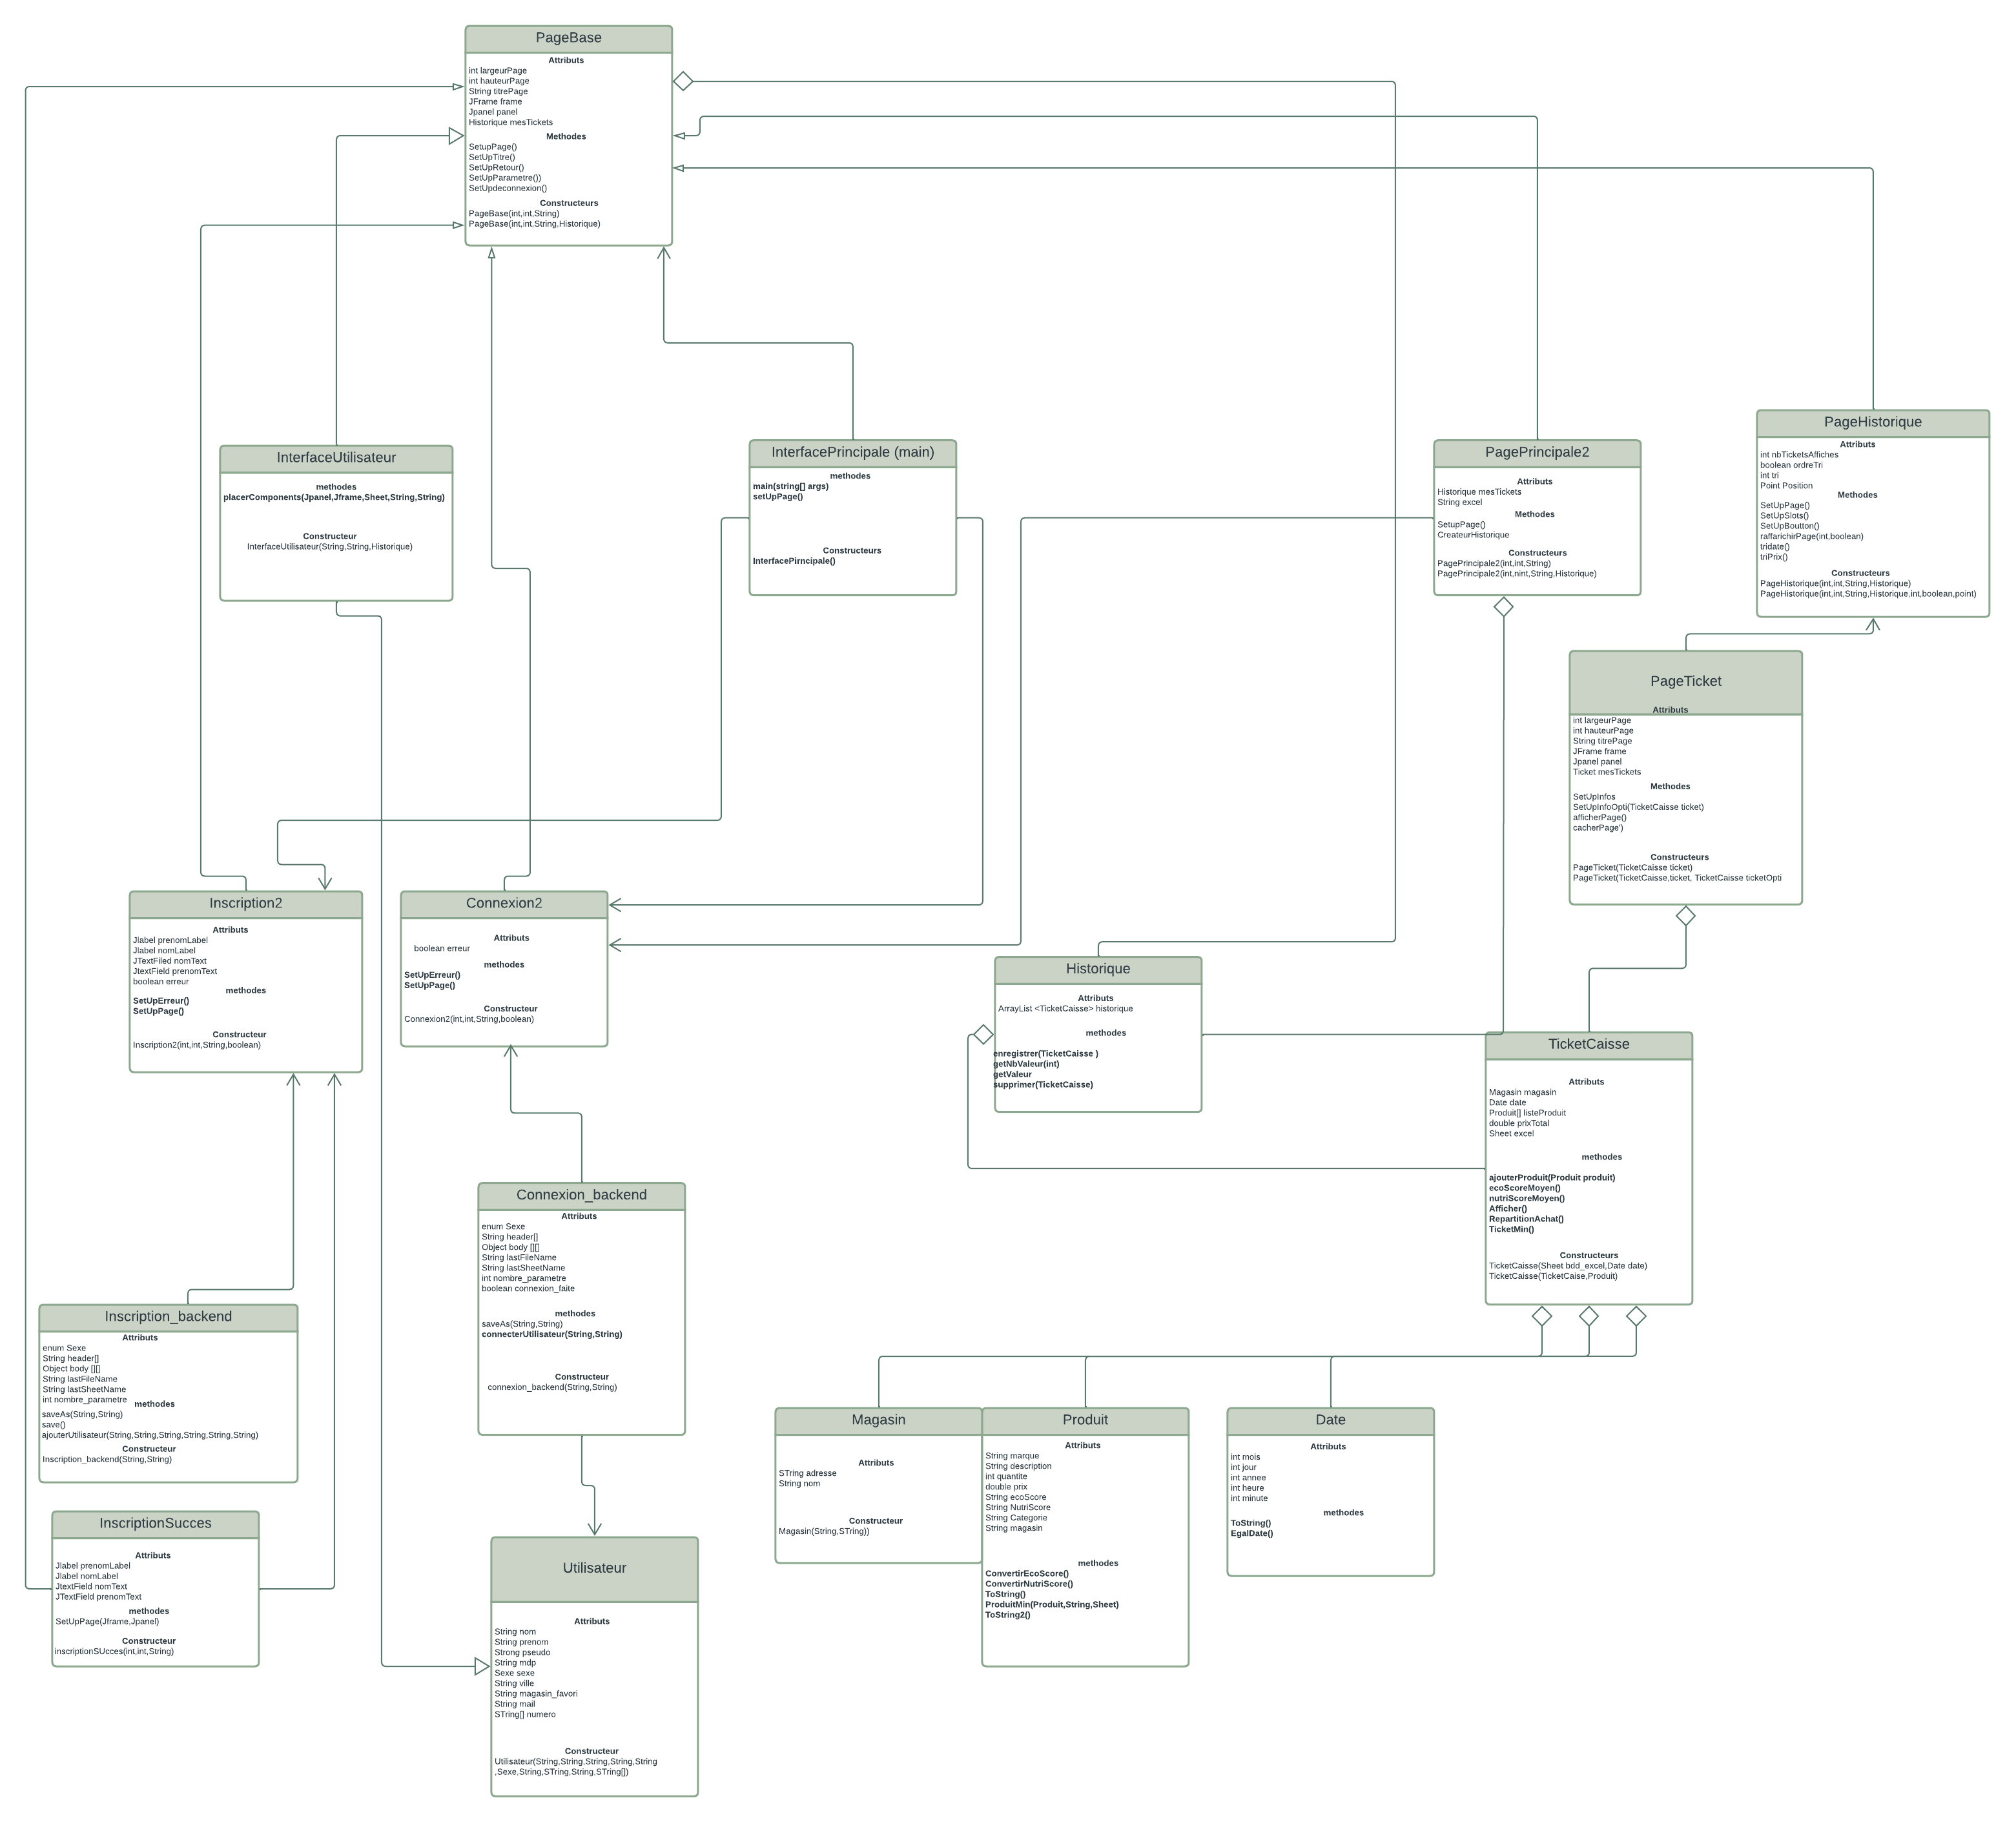 PageBase
Attributs
int largeurPage
int hauteurPage
String titrePage
JFrame frame
Jpanel panel
Historique mesTickets
Methodes
SetupPage()
SetUpTitre()
SetUpRetour()
SetUpParametre())
SetUpdeconnexion()
Constructeurs
PageBase(int,int,String)
PageBase(int,int,String,Historique)
InterfaceUtilisateur
methodes
placerComponents(Jpanel,Jframe,Sheet,String,String)
Constructeur
InterfaceUtilisateur(String,String,Historique)
InterfacePrincipale (main)
methodes
main(string[] args)
setUpPage()
Constructeurs
InterfacePirncipale()
PagePrincipale2
Attributs
Historique mesTickets
String excel
Methodes
SetupPage()
CreateurHistorique
Constructeurs
PagePrincipale2(int,int,String)
PagePrincipale2(int,nint,String,Historique)
PageHistorique
Attributs
int nbTicketsAffiches
boolean ordreTri
int tri
Point Position
Methodes
SetUpPage()
SetUpSlots()
SetUpBoutton()
raffarichirPage(int,boolean)
tridate()
triPrix()
Constructeurs
PageHistorique(int,int,String,Historique)
PageHistorique(int,int,String,Historique,int,boolean,point)
PageTicket
Attributs
int largeurPage
int hauteurPage
String titrePage
JFrame frame
Jpanel panel
Ticket mesTickets
Methodes
SetUpInfos
SetUpInfoOpti(TicketCaisse ticket)
afficherPage()
cacherPage')
Constructeurs
PageTicket(TicketCaisse ticket)
PageTicket(TicketCaisse,ticket, TicketCaisse ticketOpti
Inscription2
Attributs
Jlabel prenomLabel
Jlabel nomLabel
JTextFiled nomText
JtextField prenomText
boolean erreur
methodes
SetUpErreur()
SetUpPage()
Constructeur
Inscription2(int,int,String,boolean)
Connexion2
Attributs
boolean erreur
methodes
SetUpErreur()
SetUpPage()
Constructeur
Connexion2(int,int,String,boolean)
Historique
Attributs
ArrayList <TicketCaisse> historique
methodes
enregistrer(TicketCaisse )
getNbValeur(int)
getValeur
supprimer(TicketCaisse)
TicketCaisse
Attributs
Magasin magasin
Date date
Produit[] listeProduit
double prixTotal
Sheet excel
methodes
ajouterProduit(Produit produit)
ecoScoreMoyen()
nutriScoreMoyen()
Afficher()
RepartitionAchat()
TicketMin()
Constructeurs
TicketCaisse(Sheet bdd_excel,Date date)
TicketCaisse(TicketCaise,Produit)
Connexion_backend
Attributs
enum Sexe
String header[]
Object body [][]
String lastFileName
String lastSheetName
int nombre_parametre
boolean connexion_faite
methodes
saveAs(String,String)
connecterUtilisateur(String,String)
Constructeur
connexion_backend(String,String)
Inscription_backend
Attributs
enum Sexe
String header[]
Object body [][]
String lastFileName
String lastSheetName
int nombre_parametre
methodes
saveAs(String,String)
save()
ajouterUtilisateur(String,String,String,String,String,String)
Constructeur
Inscription_backend(String,String)
InscriptionSucces
Attributs
Jlabel prenomLabel
Jlabel nomLabel
JtextField nomText
JTextField prenomText
methodes
SetUpPage(Jframe,Jpanel)
Constructeur
inscriptionSUcces(int,int,String)
Utilisateur
Attributs
String nom
String prenom
Strong pseudo
String mdp
Sexe sexe
String ville
String magasin_favori
String mail
STring[] numero
Constructeur
Utilisateur(String,String,String,String,String
,Sexe,String,STring,String,STring[])
Magasin
Attributs
STring adresse
String nom
Constructeur
Magasin(String,STring))
Produit
Attributs
String marque
String description
int quantite
double prix
String ecoScore
String NutriScore
String Categorie
String magasin
methodes
ConvertirEcoScore()
ConvertirNutriScore()
ToString()
ProduitMin(Produit,String,Sheet)
ToString2()
Date
Attributs
int mois
int jour
int annee
int heure
int minute
methodes
ToString()
EgalDate()